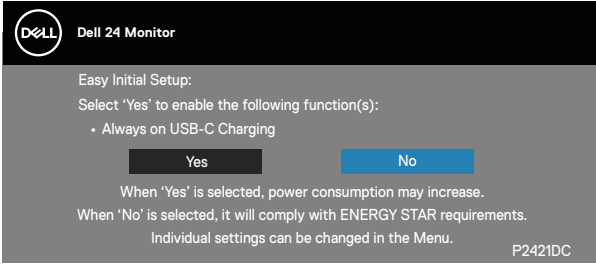 DELL
Dell 24 Monitor
Easy Initial Setup:
Select ‘Yes’ to enable the following function(s):
• Always on USB-C Charging
Yes
No
When ‘Yes’ is selected, power consumption may increase.
When ‘No’ is selected, it will comply with ENERGY STAR requirements.
Individual settings can be changed in the Menu.
P2421DC